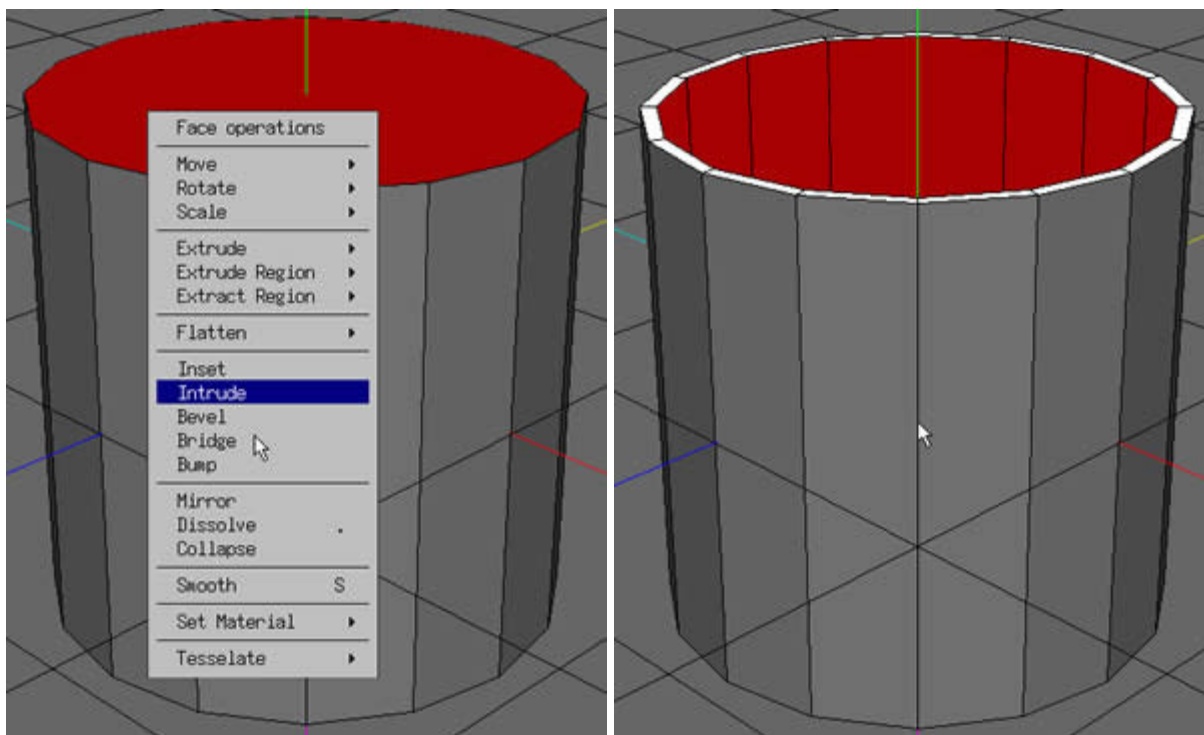 Face operations
Move
Rotate
Scale
Extrude
Extrude Region
Extract Region
Flatten
Inset
Intrude
Bevel
Bridge
Bump
Mirror
Dissolve .
Collapse
Smooth S
Set Material
Tesselate